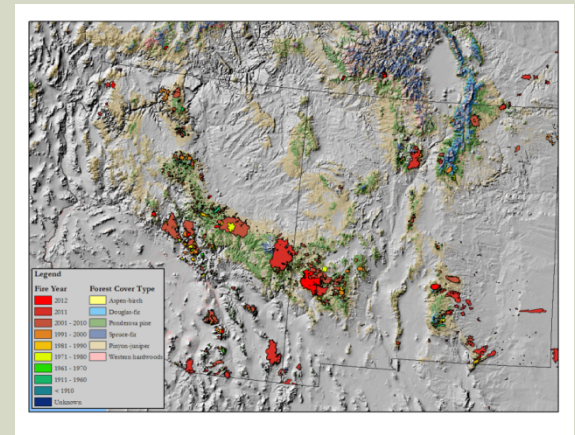 Legend
Fire Year
2012
2011
2001 - 2010
1991 - 2000
1981 - 1990
1971 - 1980
1961 - 1970
1911 - 1960
< 1910
Unknown
Forest Cover Type
Aspen-birch
Douglas-fir
Ponderosa pine
Spruce-fir
Pinyon-juniper
Western hardwoods